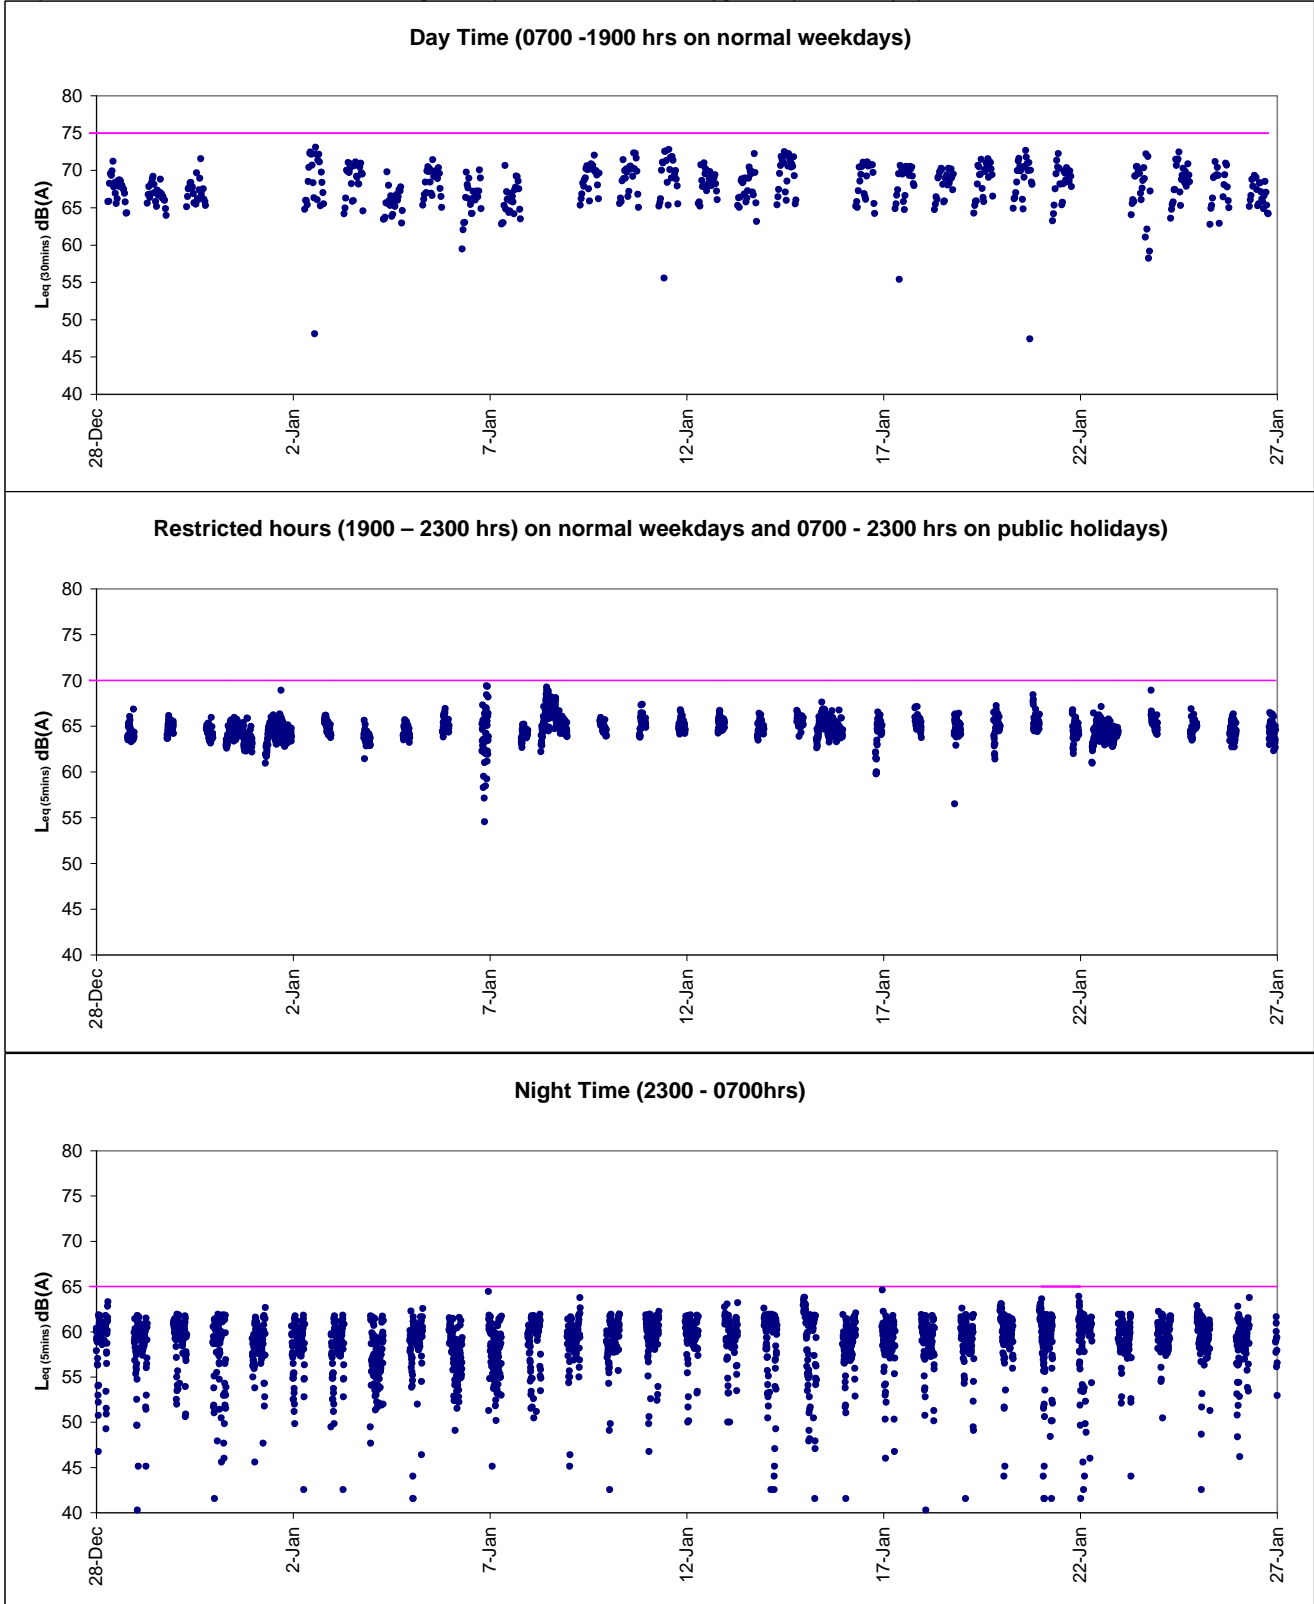 Day Time (0700 -1900 hrs on normal weekdays)
80
75
70
65
60
55
50
45
40
Leq (30mins) dB(A)
28-Dec
2-Jan
7-Jan
12-Jan
17-Jan
22-Jan
27-Jan
Restricted hours (1900 – 2300 hrs) on normal weekdays and 0700 - 2300 hrs on public holidays)
80
75
70
65
60
55
50
45
40
Leq (5mins) dB(A)
28-Dec
2-Jan
7-Jan
12-Jan
17-Jan
22-Jan
27-Jan
Night Time (2300 - 0700hrs)
80
75
70
65
60
55
50
45
40
Leq (5mins) dB(A)
28-Dec
2-Jan
7-Jan
12-Jan
17-Jan
22-Jan
27-Jan